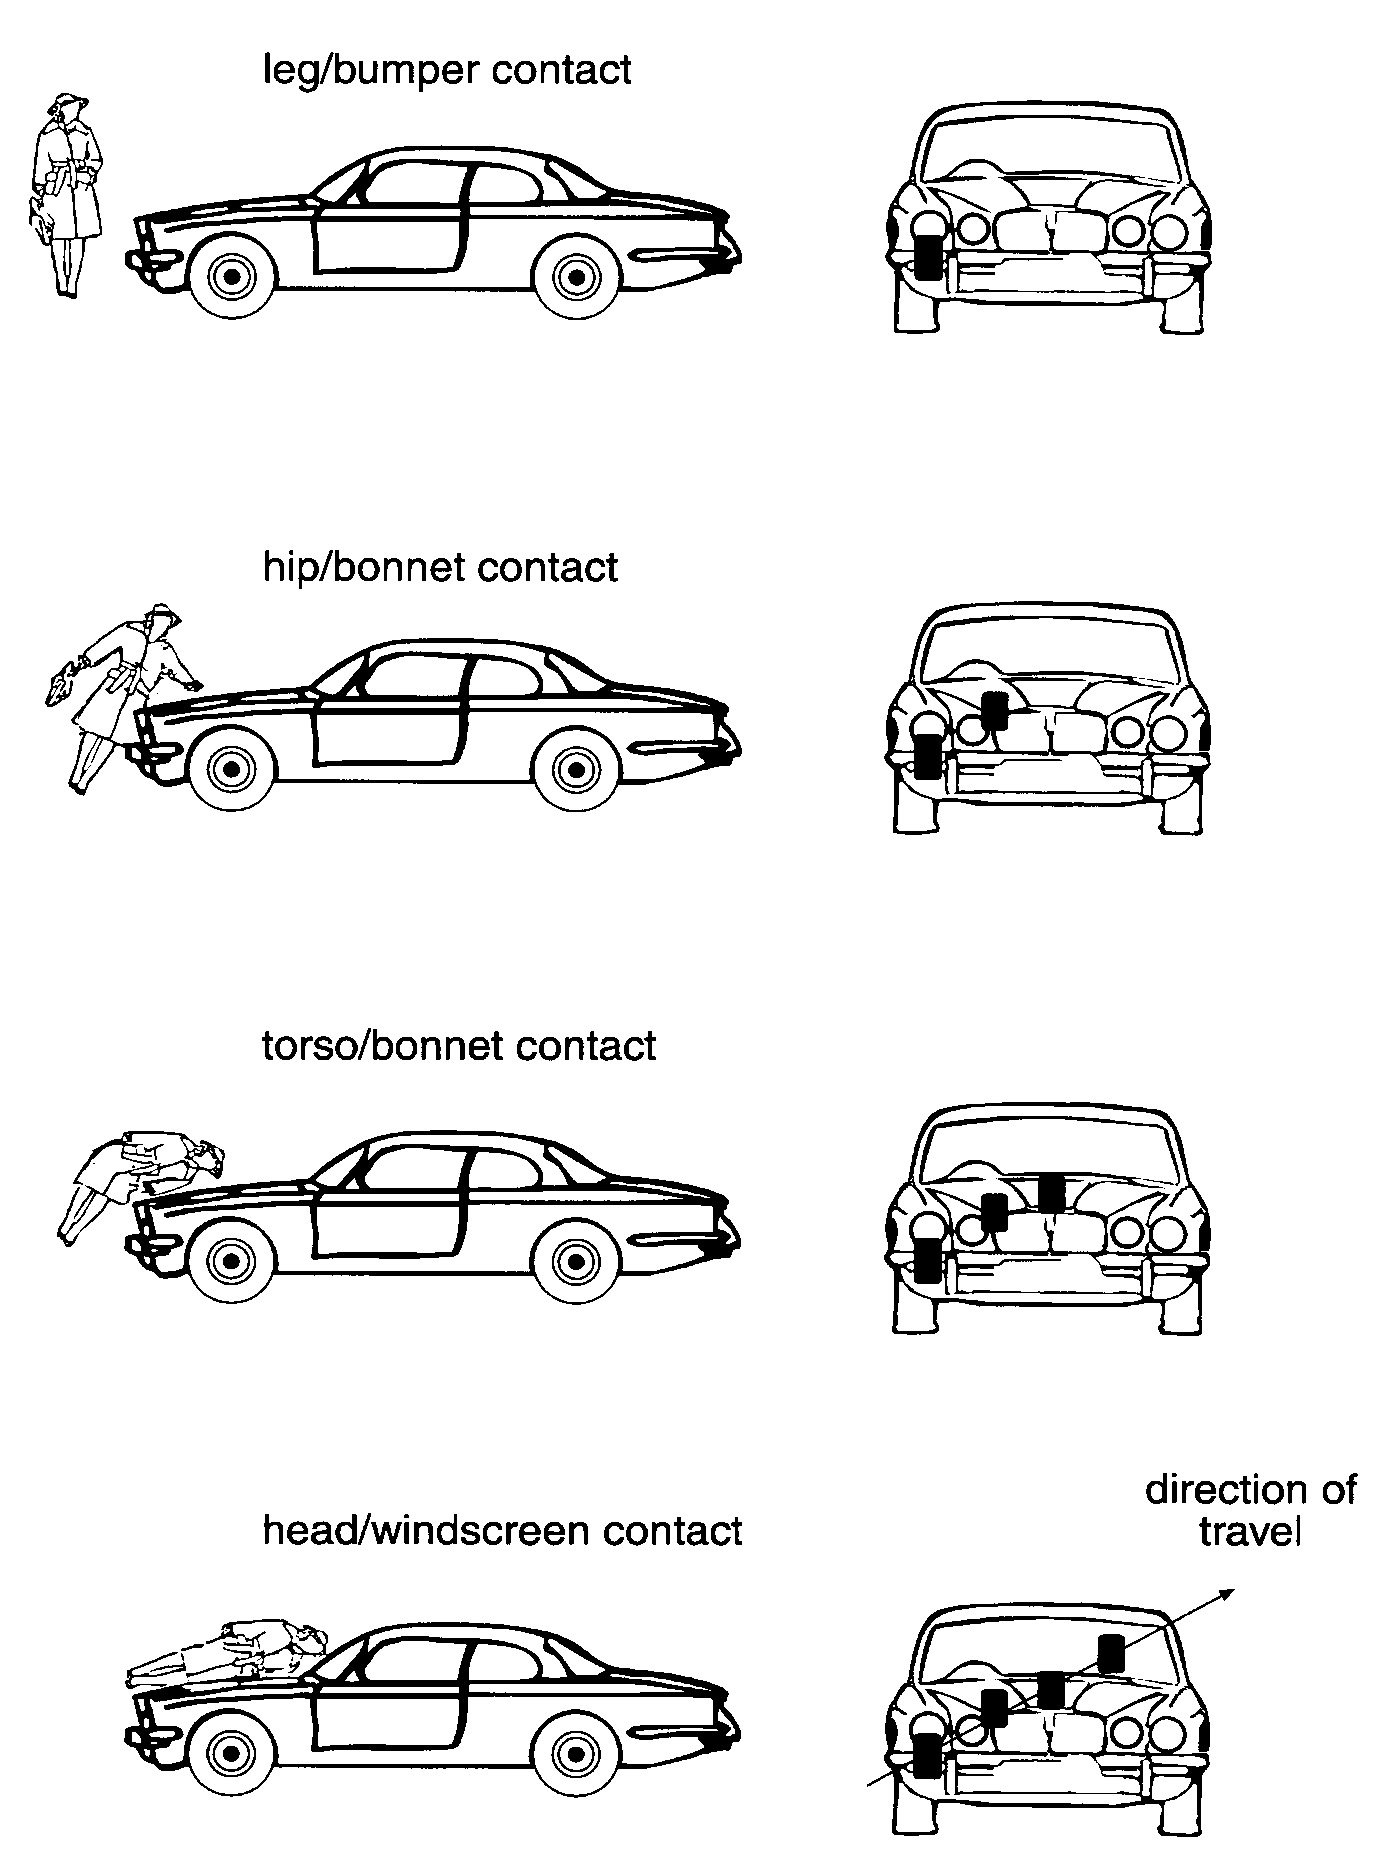 leg/bumper contact
hip/bonnet contact
torso/bonnet contact
head/windscreen contact
direction of
travel